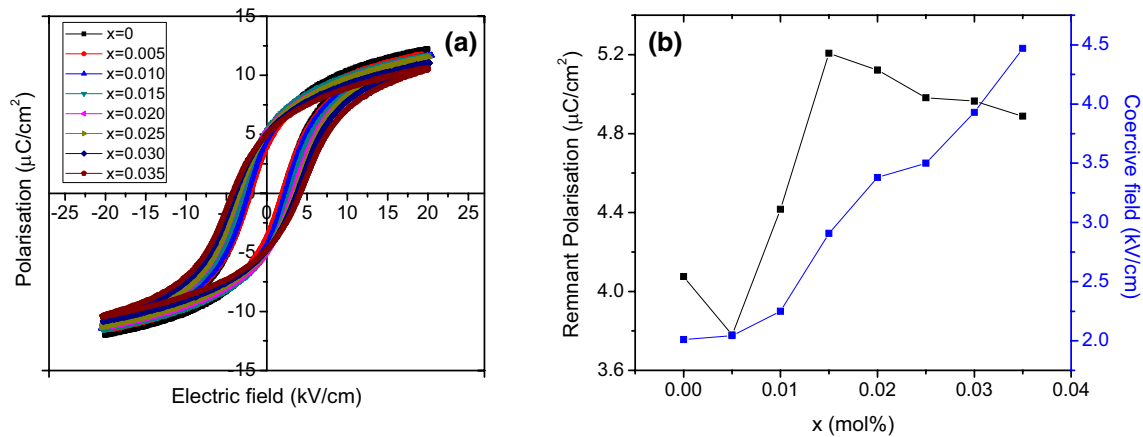 (a)
x=0
x=0.005
x=0.010
x=0.015
x=0.020
x=0.025
x=0.030
x=0.035
15
10
5
0
-5
-10
-15
-25 -20 -15 -10 -5 0 5 10 15 20 25
Polarisation (μC/cm²)
Electric field (kV/cm)
(b)
5.2
4.8
4.4
4.0
3.6
Remnant Polarisation (μC/cm²)
0.00 0.01 0.02 0.03 0.04
x (mol%)
4.5
4.0
3.5
3.0
2.5
2.0
Coercive field (kV/cm)